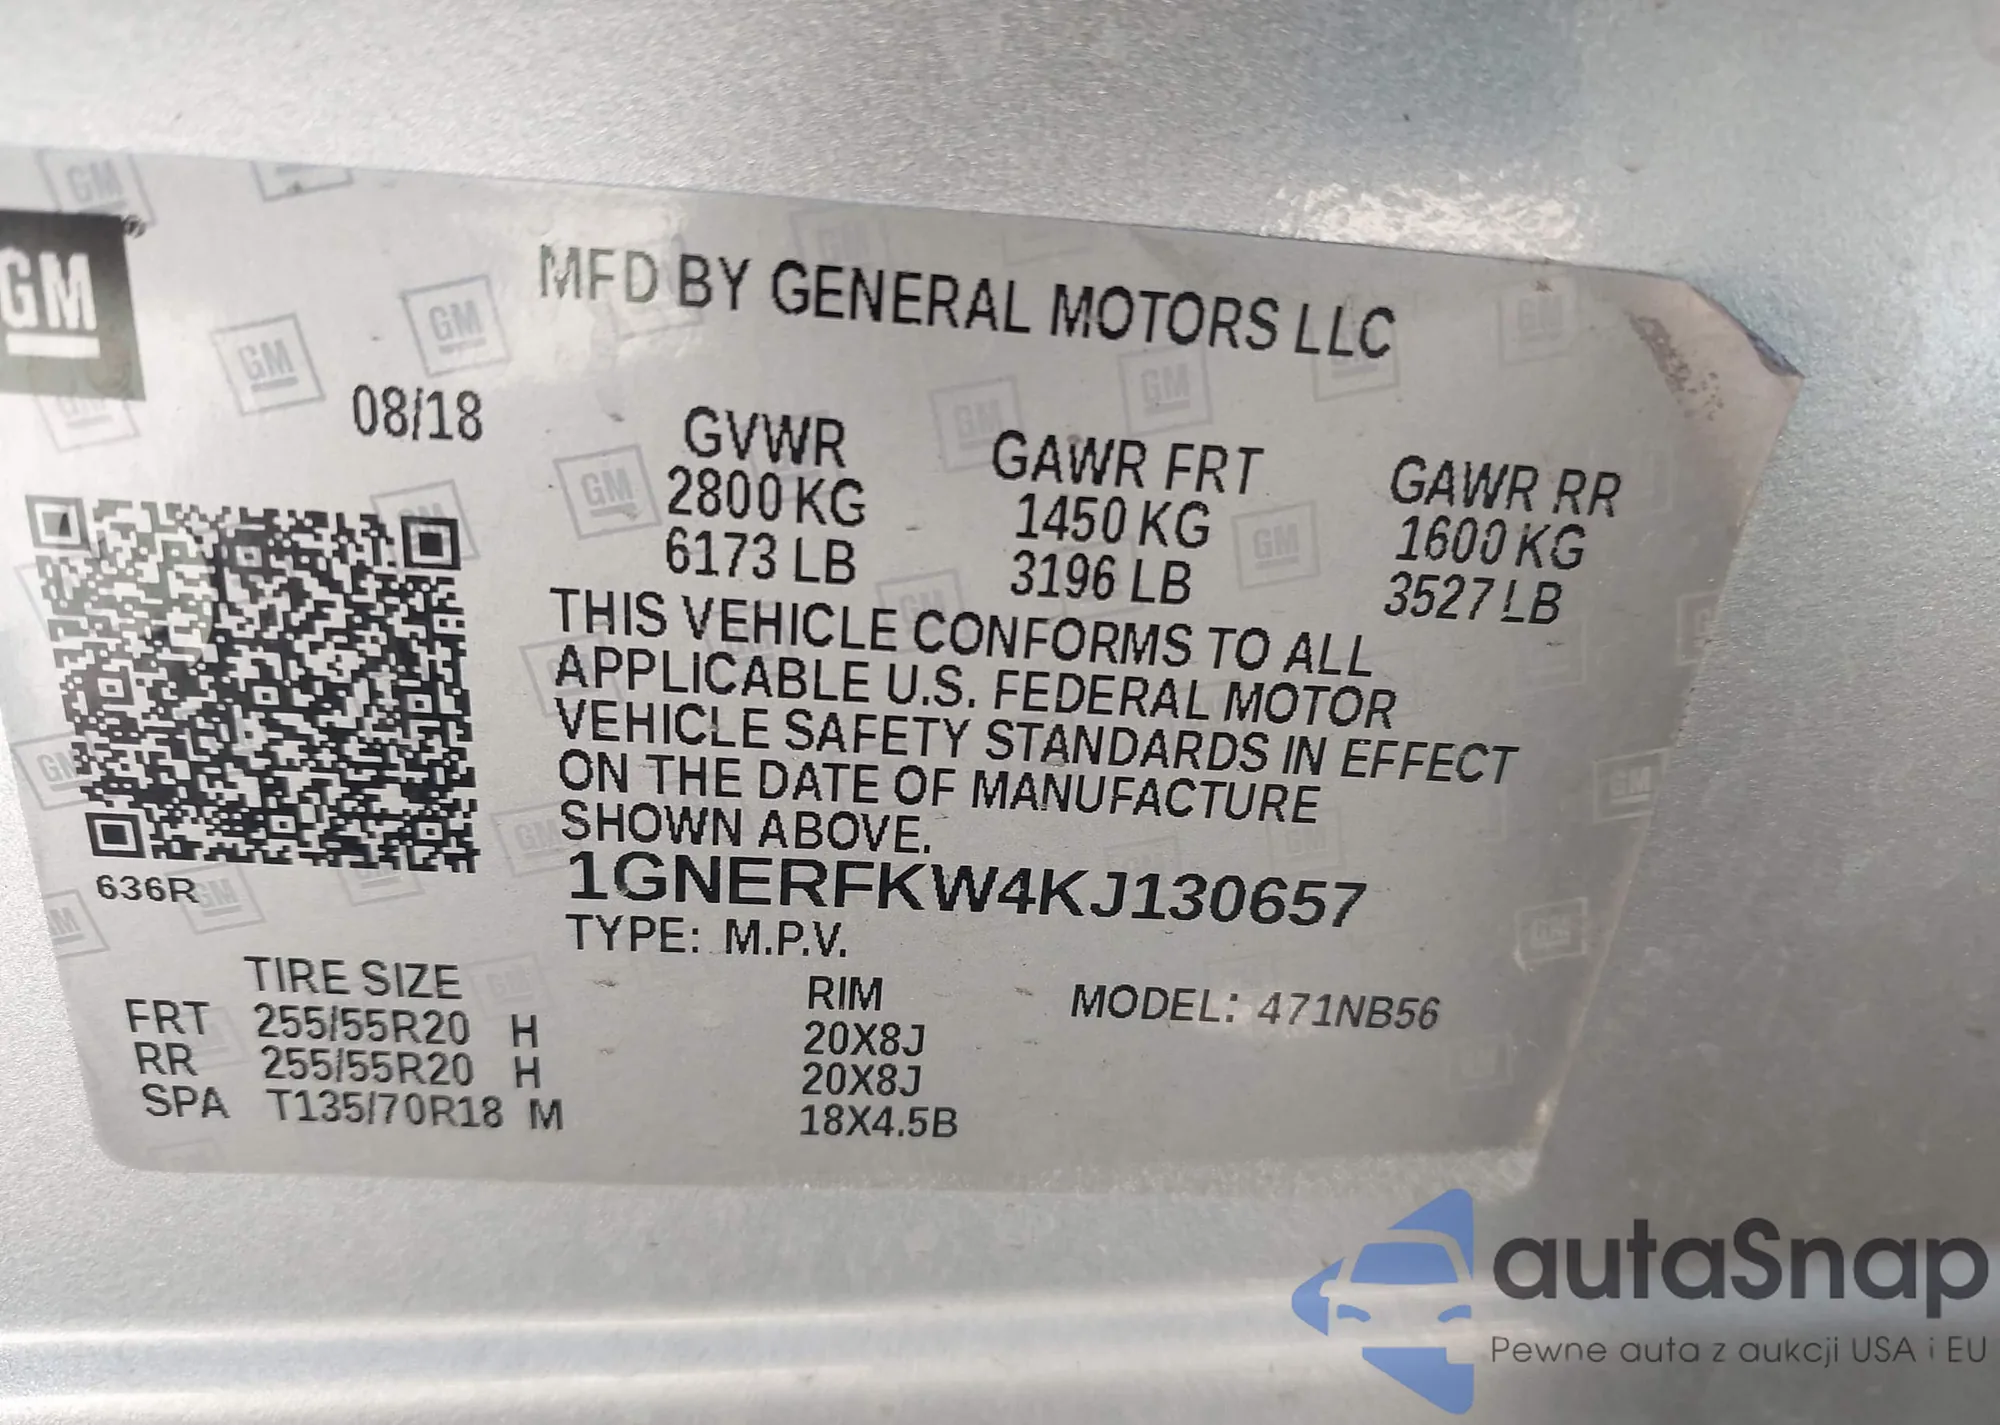 GM
MFD BY GENERAL MOTORS LLC
08/18
GVWR GAWR FRT GAWR RR
2800 KG 1450 KG 1600 KG
6173 LB 3196 LB 3527 LB
THIS VEHICLE CONFORMS TO ALL
APPLICABLE U.S. FEDERAL MOTOR
VEHICLE SAFETY STANDARDS IN EFFECT
ON THE DATE OF MANUFACTURE
SHOWN ABOVE.
636R
1GNERFKW4KJ130657
TYPE: M.P.V.
TIRE SIZE RIM MODEL: 471NB56
FRT 255/55R20 H 20X8J
RR 255/55R20 H 20X8J
SPA T135/70R18 M 18X4.5B
autaSnap
Pewne auta z aukcji USA i EU